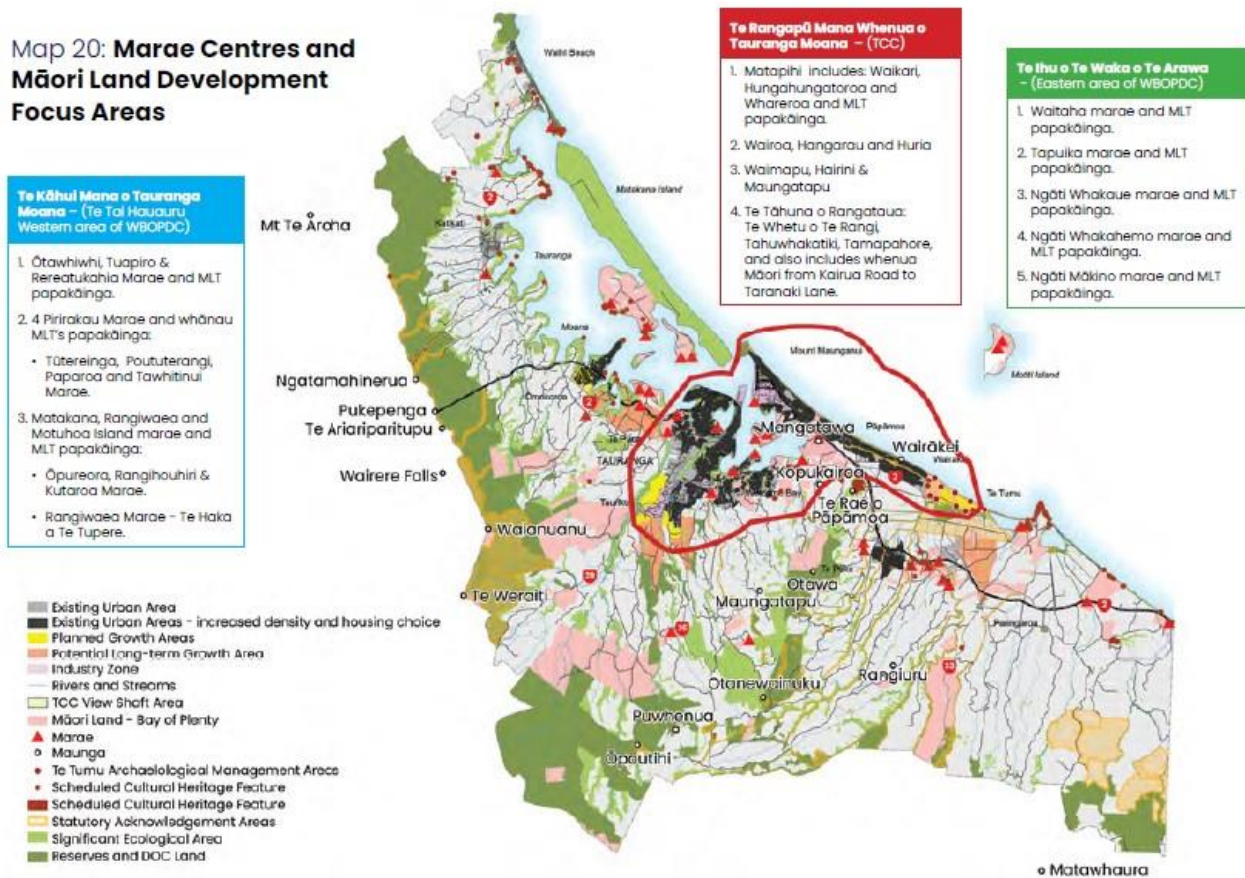 Map 20: Marae Centres and
Māori Land Development
Focus Areas
Te Kāhui Mana o Tauranga
Moana – (Te Tai Hauauru
Western area of WBOPDC)
1. Ōtawhiwhi, Tuapiro &
Rereatukahia Marae and MLT
papakāinga.
2. 4 Pirirakau Marae and whānau
MLT's papakāinga:
• Tūtereinga, Poututerangi,
Paparoa and Tawhitinui
Marae.
3. Matakana, Rangiwaea and
Motuhoa Island marae and
MLT papakāinga:
• Ōpureora, Rangihouhiri &
Kutaroa Marae.
• Rangiwaea Marae - Te Haka
a Te Tupere.
Te Rangapū Mana Whenua o
Tauranga Moana – (TCC)
1. Matapihi includes: Waikari,
Hungahungatoroa and
Whareroa and MLT
papakāinga.
2. Wairoa, Hangarau and Huria
3. Waimapu, Hairini &
Maungatapu
4. Te Tāhuna o Rangataua:
Te Whetu o Te Rangi,
Tahuwhakatiki, Tamapahore,
and also includes whenua
Māori from Kairua Road to
Taranaki Lane.
Te Ihu o Te Waka o Te Arawa
– (Eastern area of WBOPDC)
1. Waitaha marae and MLT
papakāinga.
2. Tapuika marae and MLT
papakāinga.
3. Ngāti Whakaue marae and MLT
papakāinga.
4. Ngāti Whakahemo marae and
MLT papakāinga.
5. Ngāti Mākino marae and MLT
papakāinga.
Waihi Beach
Matakana Island
2
Mt Te Aroha
Katikati
Tauranga
Moana
Mount Maunganui
Motiti Island
Ngatamahinerua
Omokoroa
2
Pukepenga
Te Ariariparitupu
Mangatawa
Pāpāmoa
Wairākei
TAURANGA
Wairere Falls
Kopukairoa
2
Te Tumu
Te Rae o
Pāpāmoa
Waianuanu
Otawa
29
Te Weraiti
Maungatapu
2
36
Paengaroa
Rangiuru
33
Otanewainuku
Puwhenua
Ōpoutihi
Matawhaura
Existing Urban Area
Existing Urban Areas - increased density and housing choice
Planned Growth Areas
Potential Long-term Growth Area
Industry Zone
Rivers and Streams
TCC View Shaft Area
Māori Land - Bay of Plenty
Marae
Maunga
Te Tumu Archaelological Management Areas
Scheduled Cultural Heritage Feature
Scheduled Cultural Heritage Feature
Statutory Acknowledgement Areas
Significant Ecological Area
Reserves and DOC Land